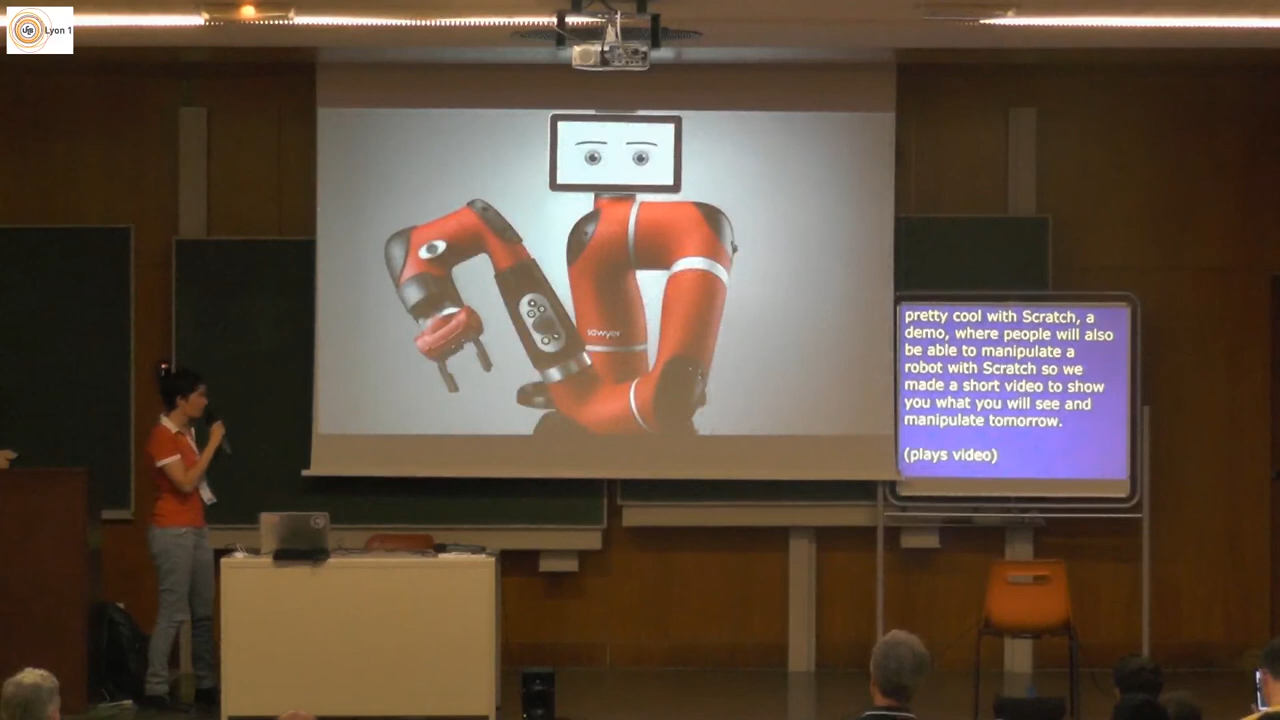 Lyon 1
sawyer
pretty cool with Scratch, a
demo, where people will also
be able to manipulate a
robot with Scratch so we
made a short video to show
you what you will see and
manipulate tomorrow.
(plays video)